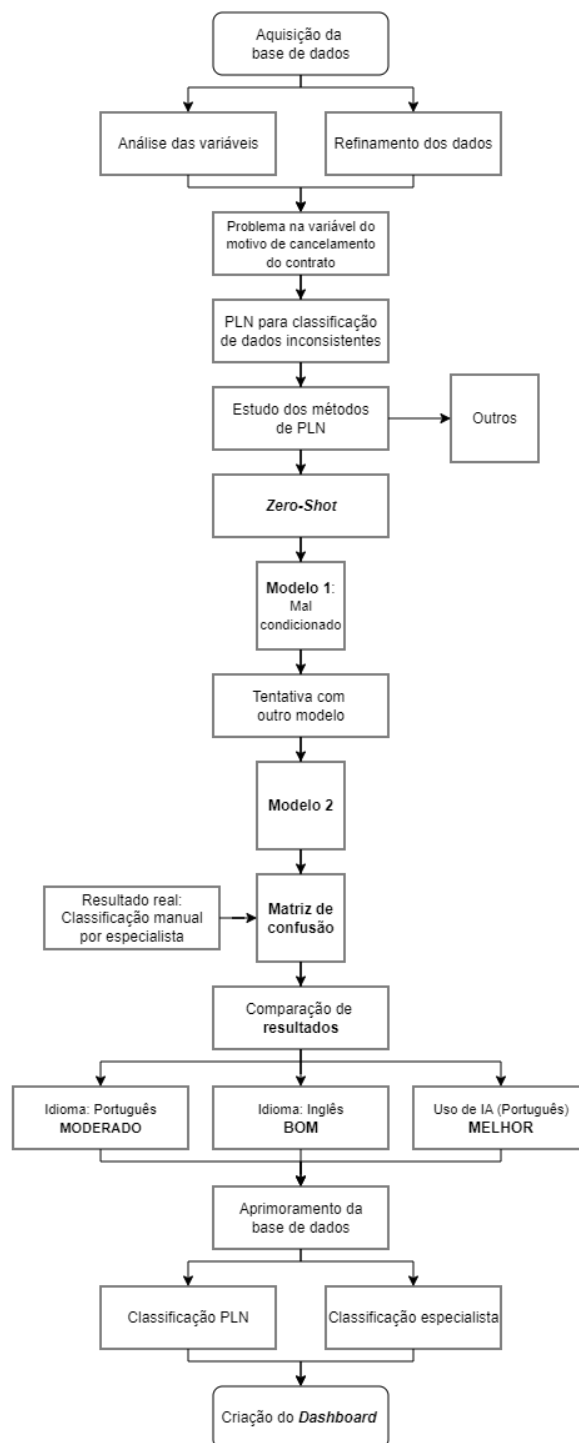 Aquisição da
base de dados
Análise das variáveis
Refinamento dos dados
Problema na variável do
motivo de cancelamento
do contrato
PLN para classificação
de dados inconsistentes
Estudo dos métodos
de PLN
Outros
Zero-Shot
Modelo 1:
Mal
condicionado
Tentativa com
outro modelo
Modelo 2
Resultado real:
Classificação manual
por especialista
Matriz de
confusão
Comparação de
resultados
Idioma: Português
MODERADO
Idioma: Inglês
BOM
Uso de IA (Português)
MELHOR
Aprimoramento da
base de dados
Classificação PLN
Classificação especialista
Criação do Dashboard